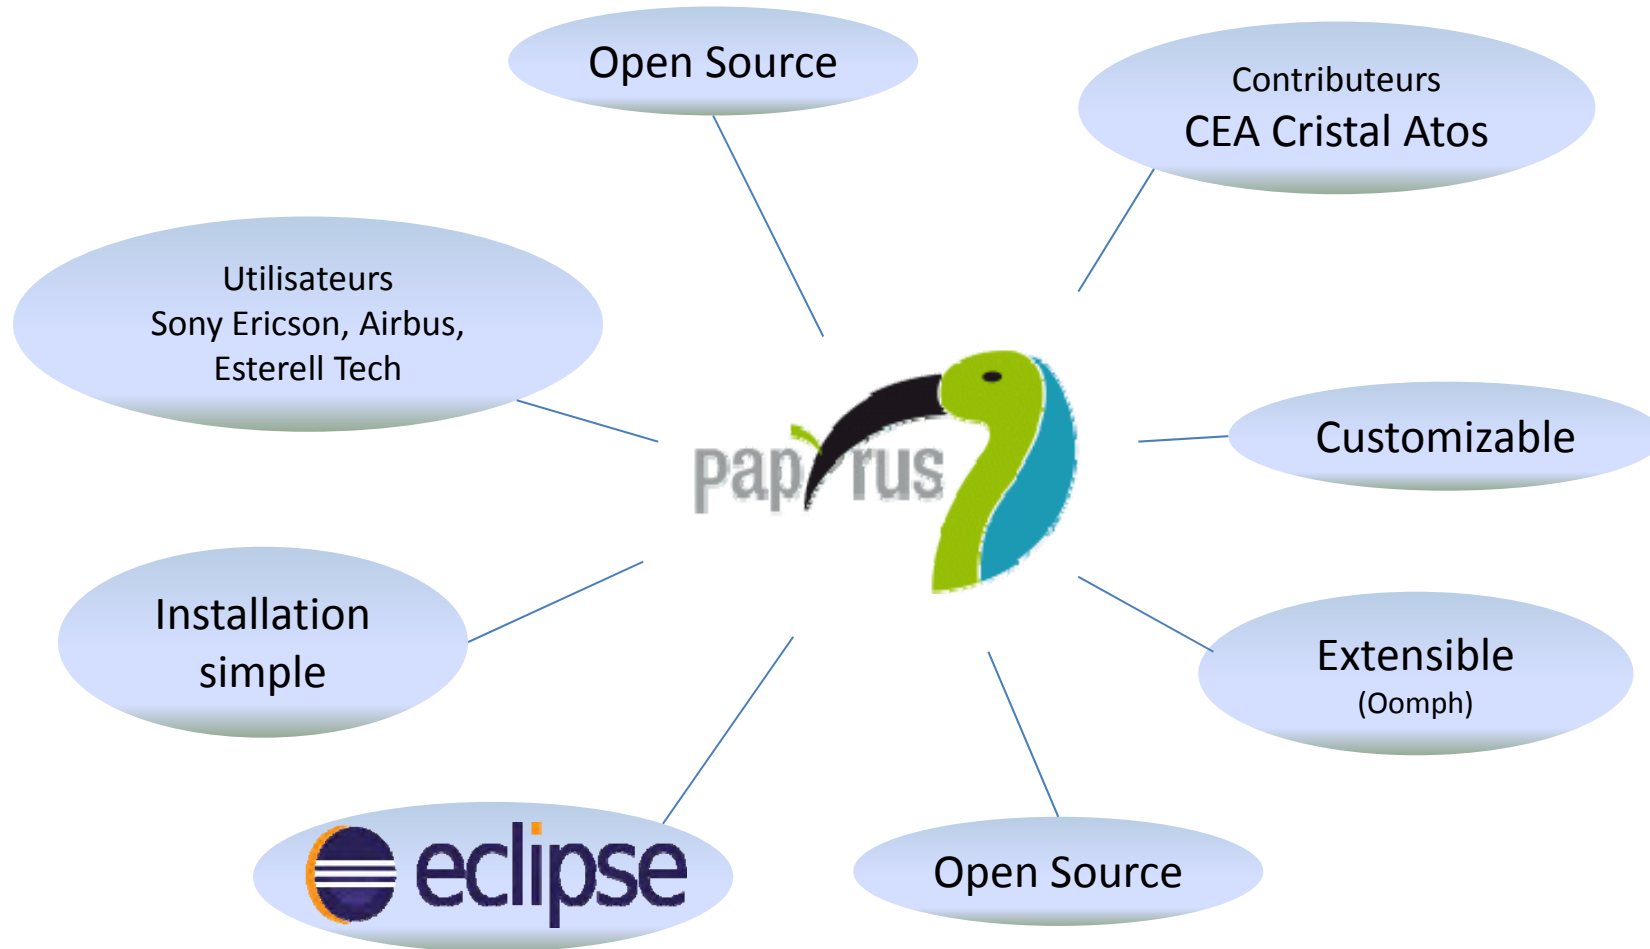 Open Source
Contributeurs
CEA Cristal Atos
Utilisateurs
Sony Ericson, Airbus,
Esterell Tech
papyrus
Customizable
Installation
simple
Extensible
(Oomph)
eclipse
Open Source